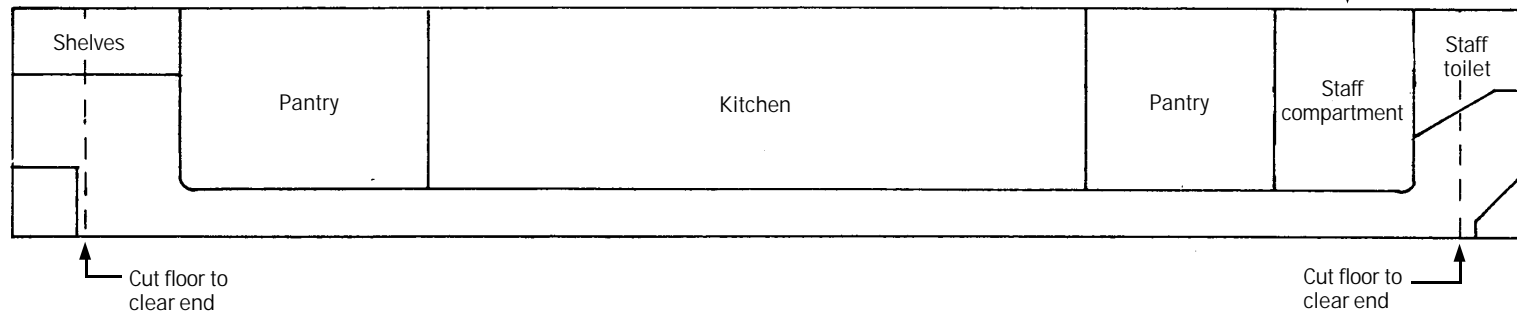 Shelves
Pantry
Kitchen
Pantry
Staff
compartment
Staff
toilet
Cut floor to
clear end
Cut floor to
clear end